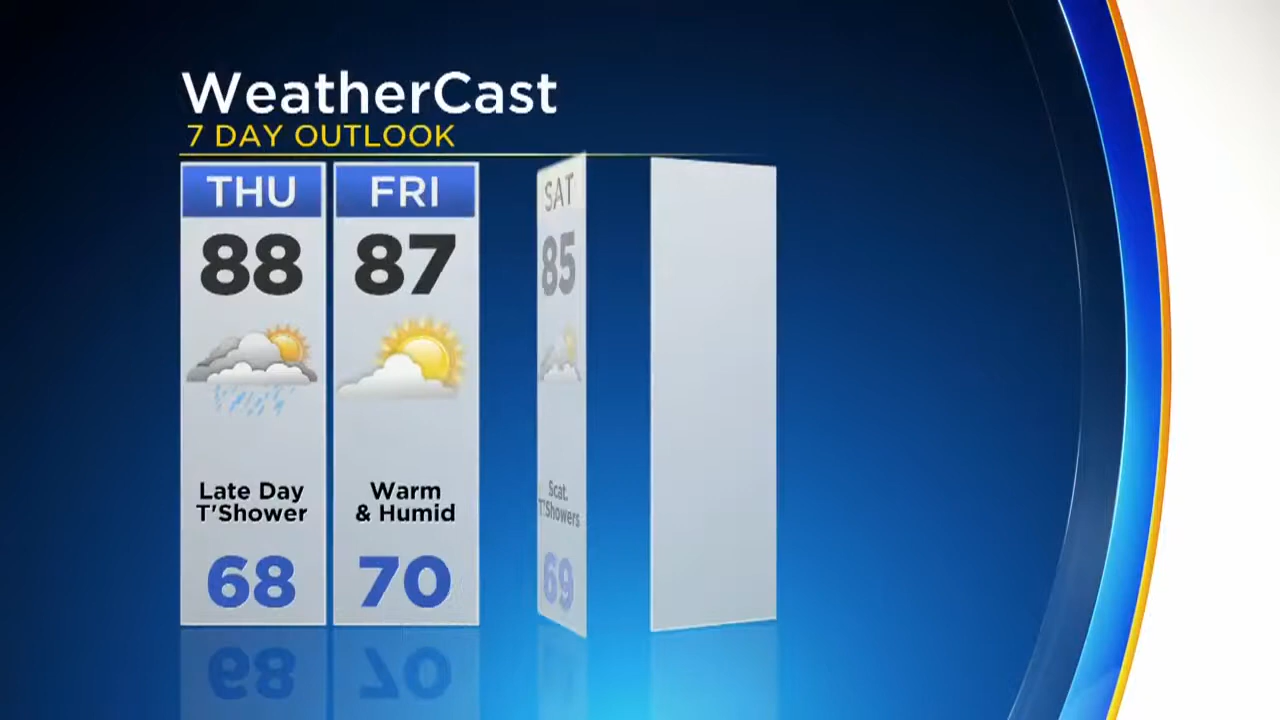 WeatherCast
7 DAY OUTLOOK
THU
88
Late Day
T'Shower
68
FRI
87
Warm
& Humid
70
SAT
85
Scat.
T'Showers
69